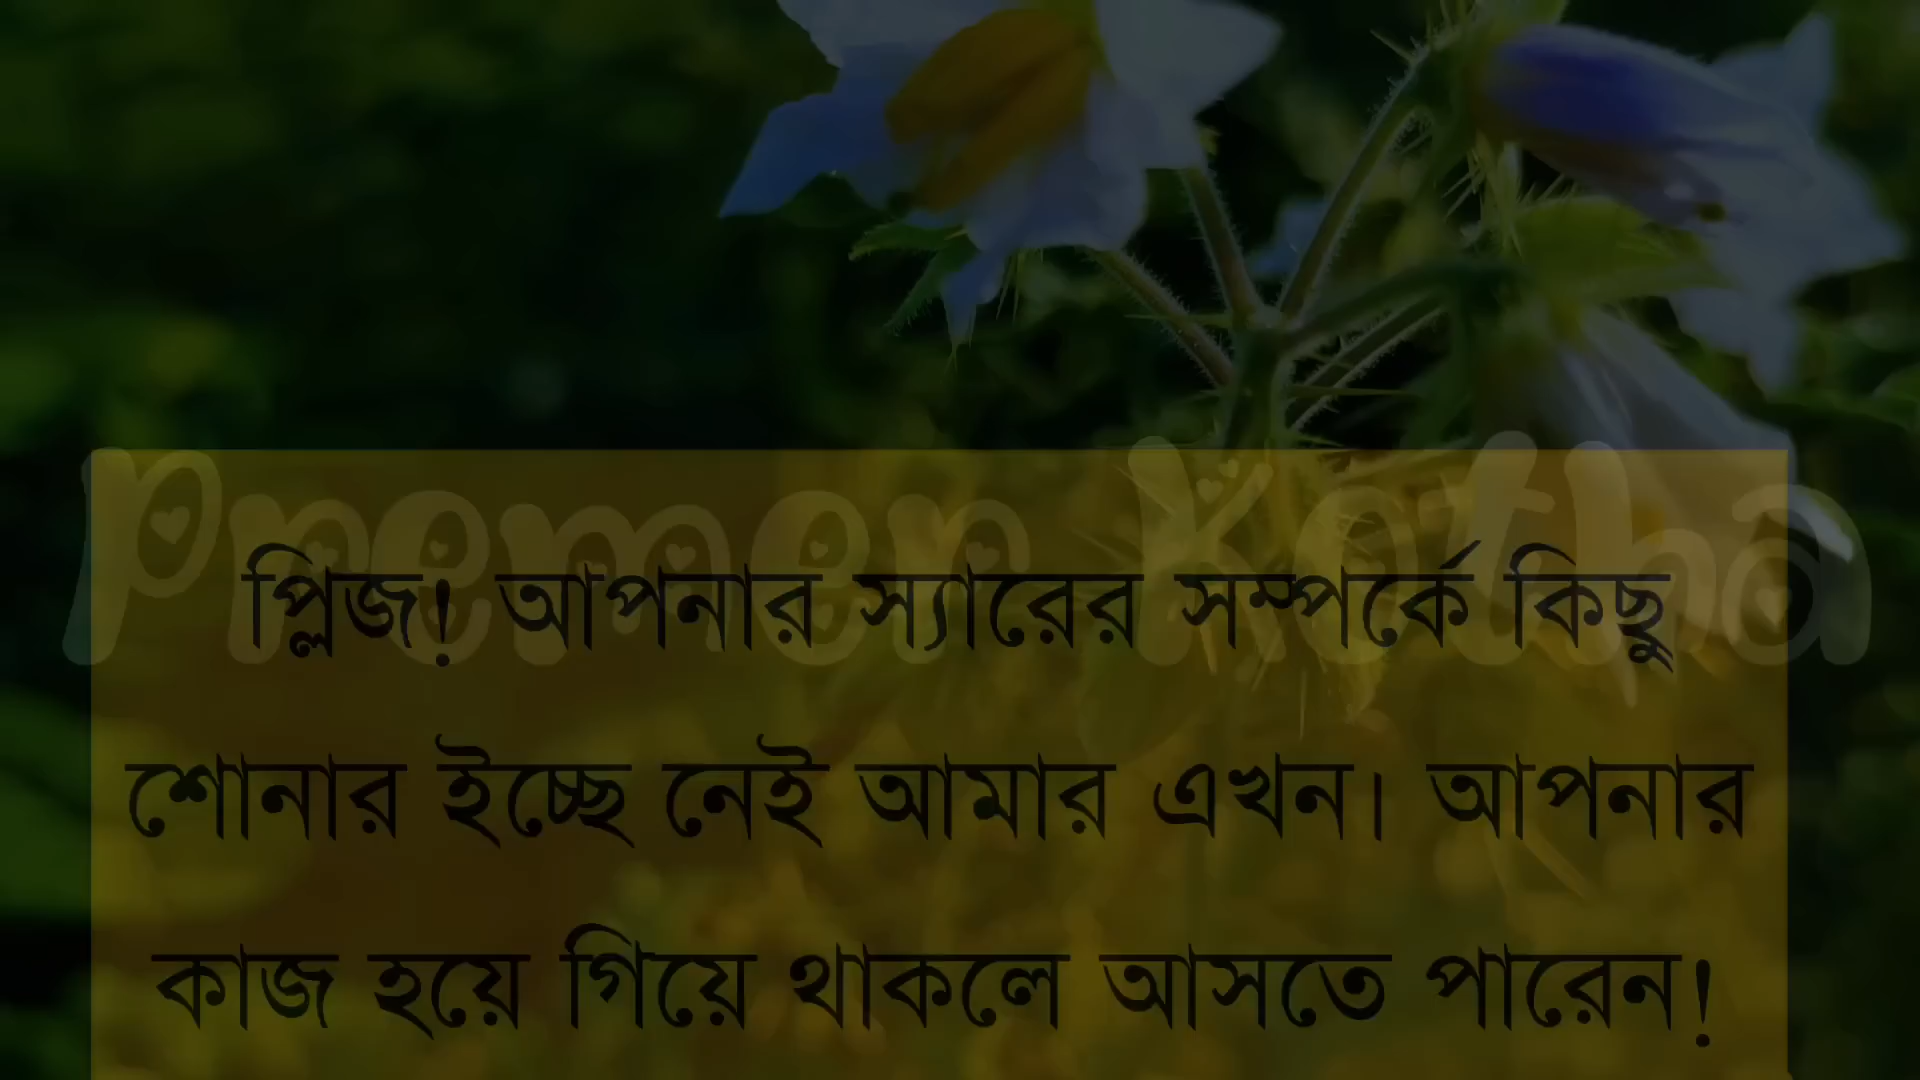 Premer Kotha
প্লিজ! আপনার স্যারের সম্পর্কে কিছু
শোনার ইচ্ছে নেই আমার এখন। আপনার
কাজ হয়ে গিয়ে থাকলে আসতে পারেন!